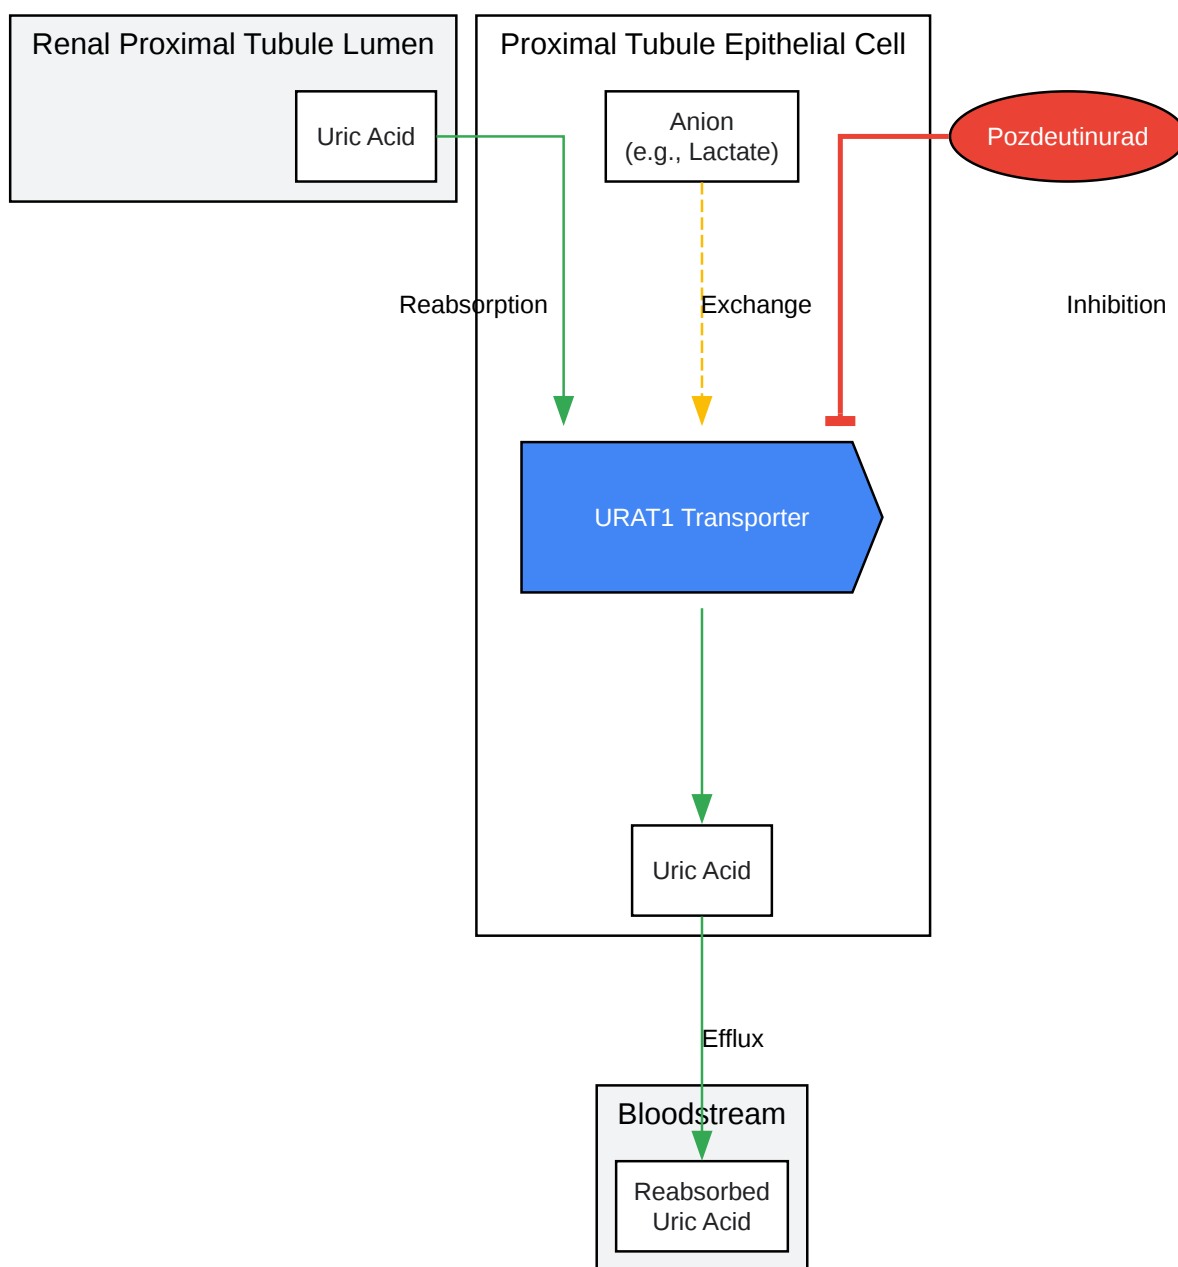 Renal Proximal Tubule Lumen
Proximal Tubule Epithelial Cell
Uric Acid
Anion
(e.g., Lactate)
Pozdeutinurad
Reabsorption
Exchange
Inhibition
URAT1 Transporter
Uric Acid
Efflux
Bloodstream
Reabsorbed
Uric Acid